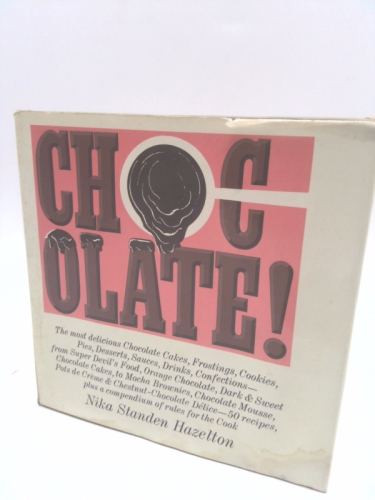 CHOC
OLATE!
The most delicious Chocolate Cakes, Frostings, Cookies,
Pies, Desserts, Sauces, Drinks, Confections—
from Super Devil's Food, Orange Chocolate, Dark & Sweet
Chocolate Cakes to Mocha Brownies, Chocolate Mousse,
Pots de Creme & Chestnut-Chocolate Délice—50 recipes,
plus a compendium of rules for the Cook
Nika Standen Hazelton